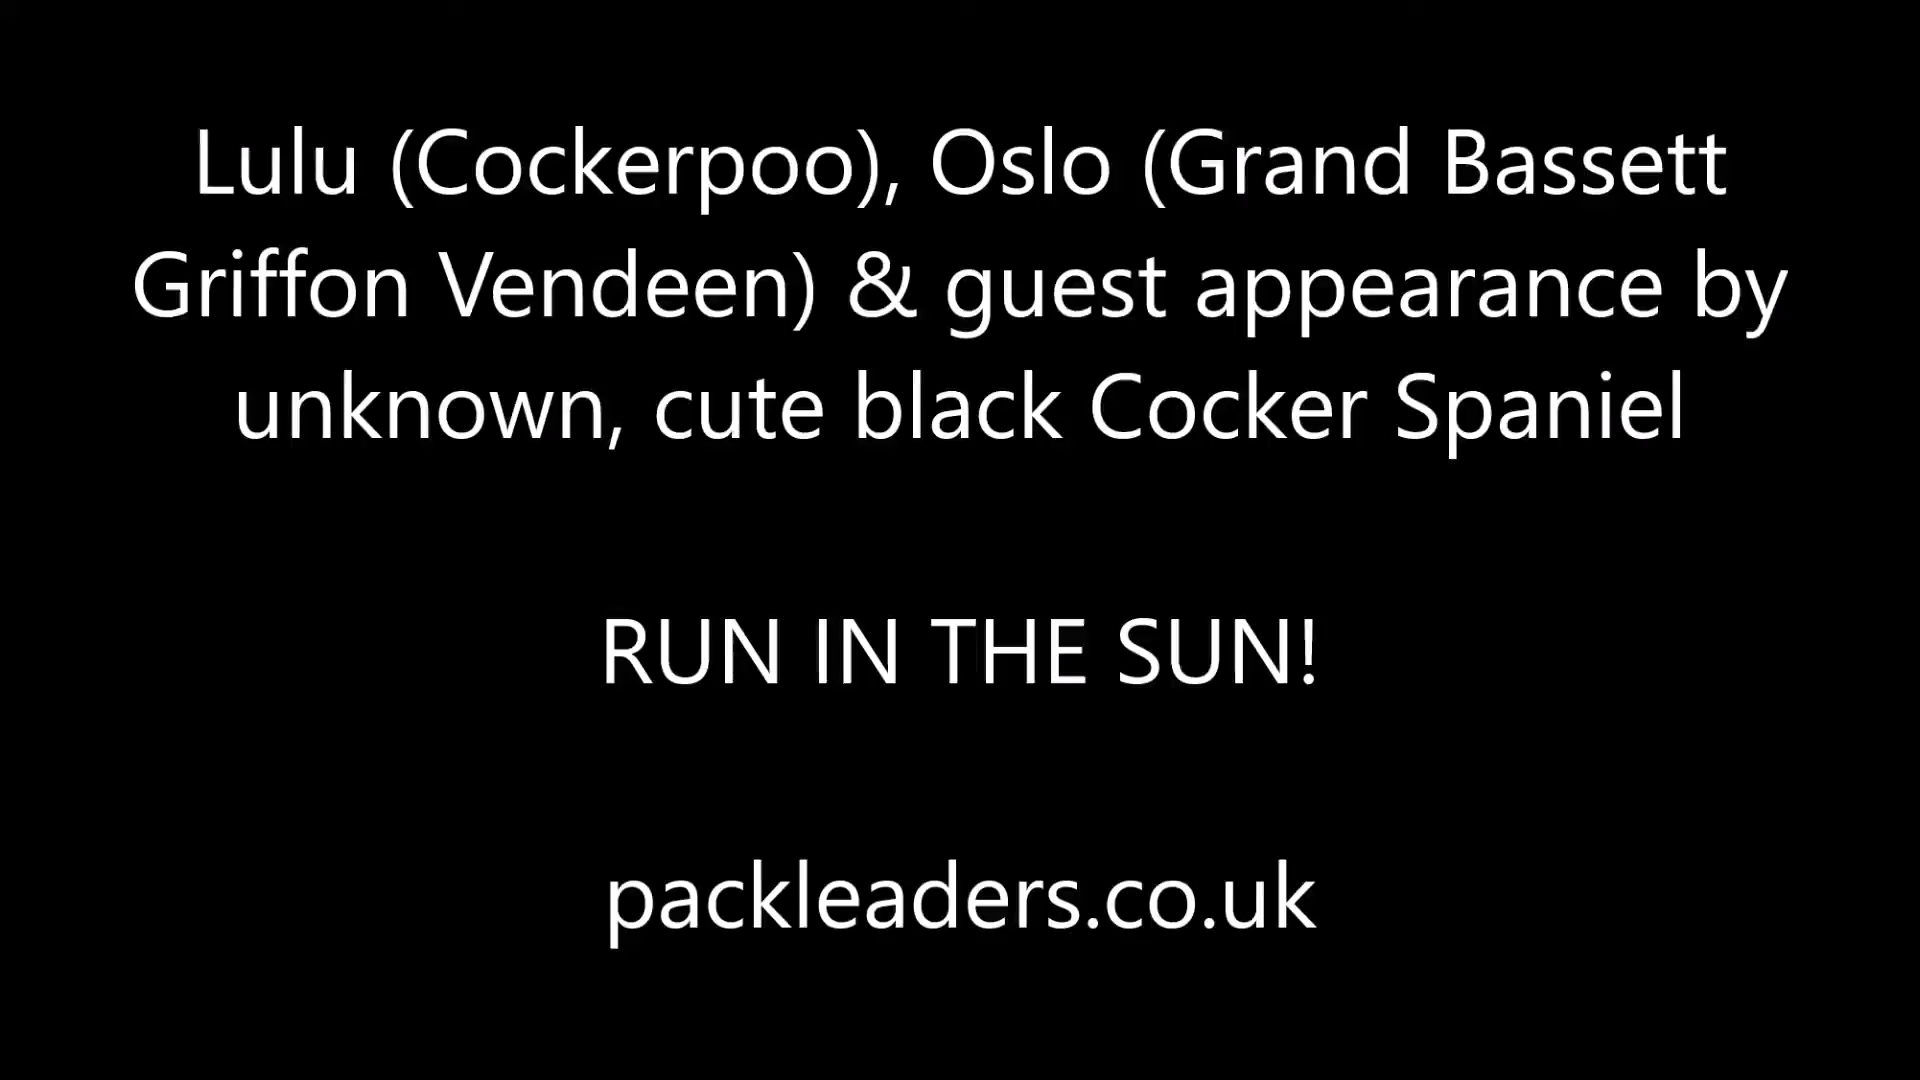 Lulu (Cockerpoo), Oslo (Grand Bassett
Griffon Vendeen) & guest appearance by
unknown, cute black Cocker Spaniel
RUN IN THE SUN!
packleaders.co.uk